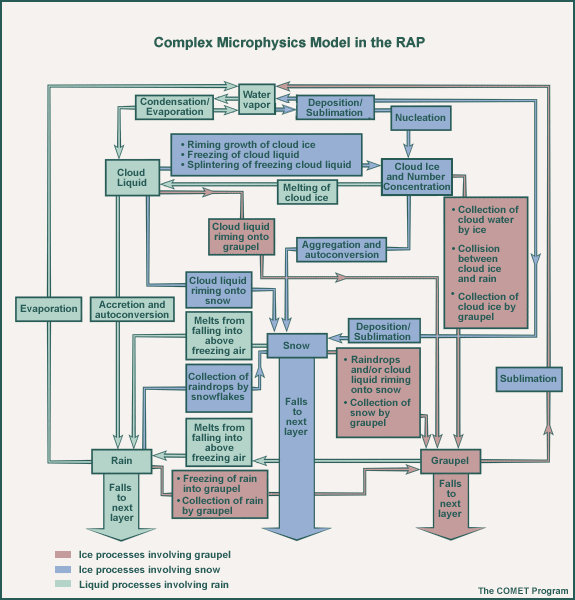 Complex Microphysics Model in the RAP
Water
vapor
Condensation/
Evaporation
Deposition/
Sublimation
Nucleation
• Riming growth of cloud ice
• Freezing of cloud liquid
• Splintering of freezing cloud liquid
Cloud
Liquid
Cloud Ice
and Number
Concentration
Melting of
cloud ice
Cloud liquid
riming onto
graupel
Aggregation and
autoconversion
• Collection of
cloud water
by ice
• Collision
between
cloud ice
and rain
• Collection of
cloud ice by
graupel
Evaporation
Accretion and
autoconversion
Cloud liquid
riming onto
snow
Melts from
falling into
above
freezing air
Deposition/
Sublimation
Snow
Collection of
raindrops by
snowflakes
• Raindrops
and/or cloud
liquid riming
onto snow
• Collection of
snow by
graupel
Sublimation
Falls
to
next
layer
Melts from
falling into
above
freezing air
Rain
Graupel
• Freezing of rain
into graupel
• Collection of rain
by graupel
Falls
to
next
layer
Falls
to
next
layer
Ice processes involving graupel
Ice processes involving snow
Liquid processes involving rain
The COMET Program